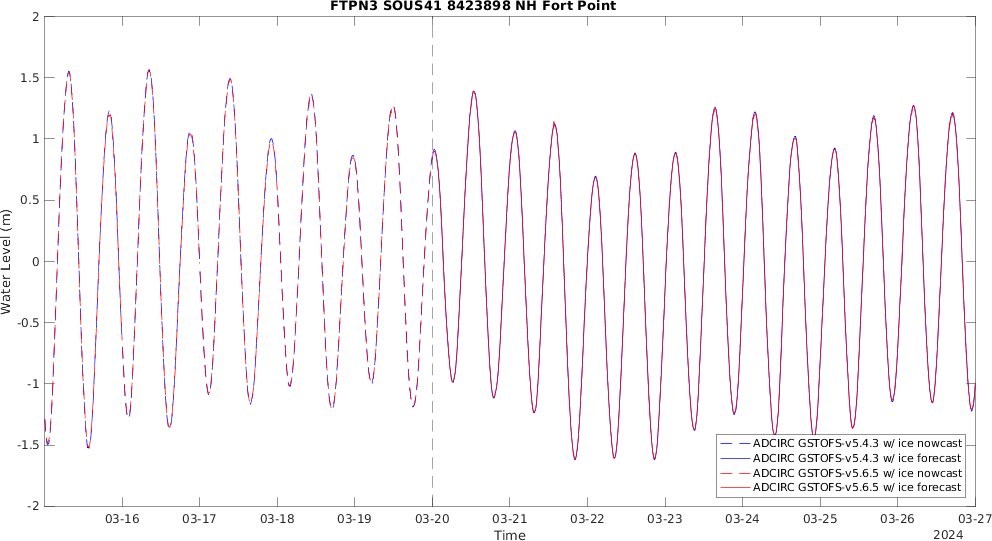 FTPN3 SOUS41 8423898 NH Fort Point
2
1.5
1
0.5
0
-0.5
-1
-1.5
-2
Water Level (m)
ADCIRC GSTOFS-v5.4.3 w/ ice nowcast
ADCIRC GSTOFS-v5.4.3 w/ ice forecast
ADCIRC GSTOFS-v5.6.5 w/ ice nowcast
ADCIRC GSTOFS-v5.6.5 w/ ice forecast
03-16 03-17 03-18 03-19 03-20 03-21 03-22 03-23 03-24 03-25 03-26 03-27
Time 2024